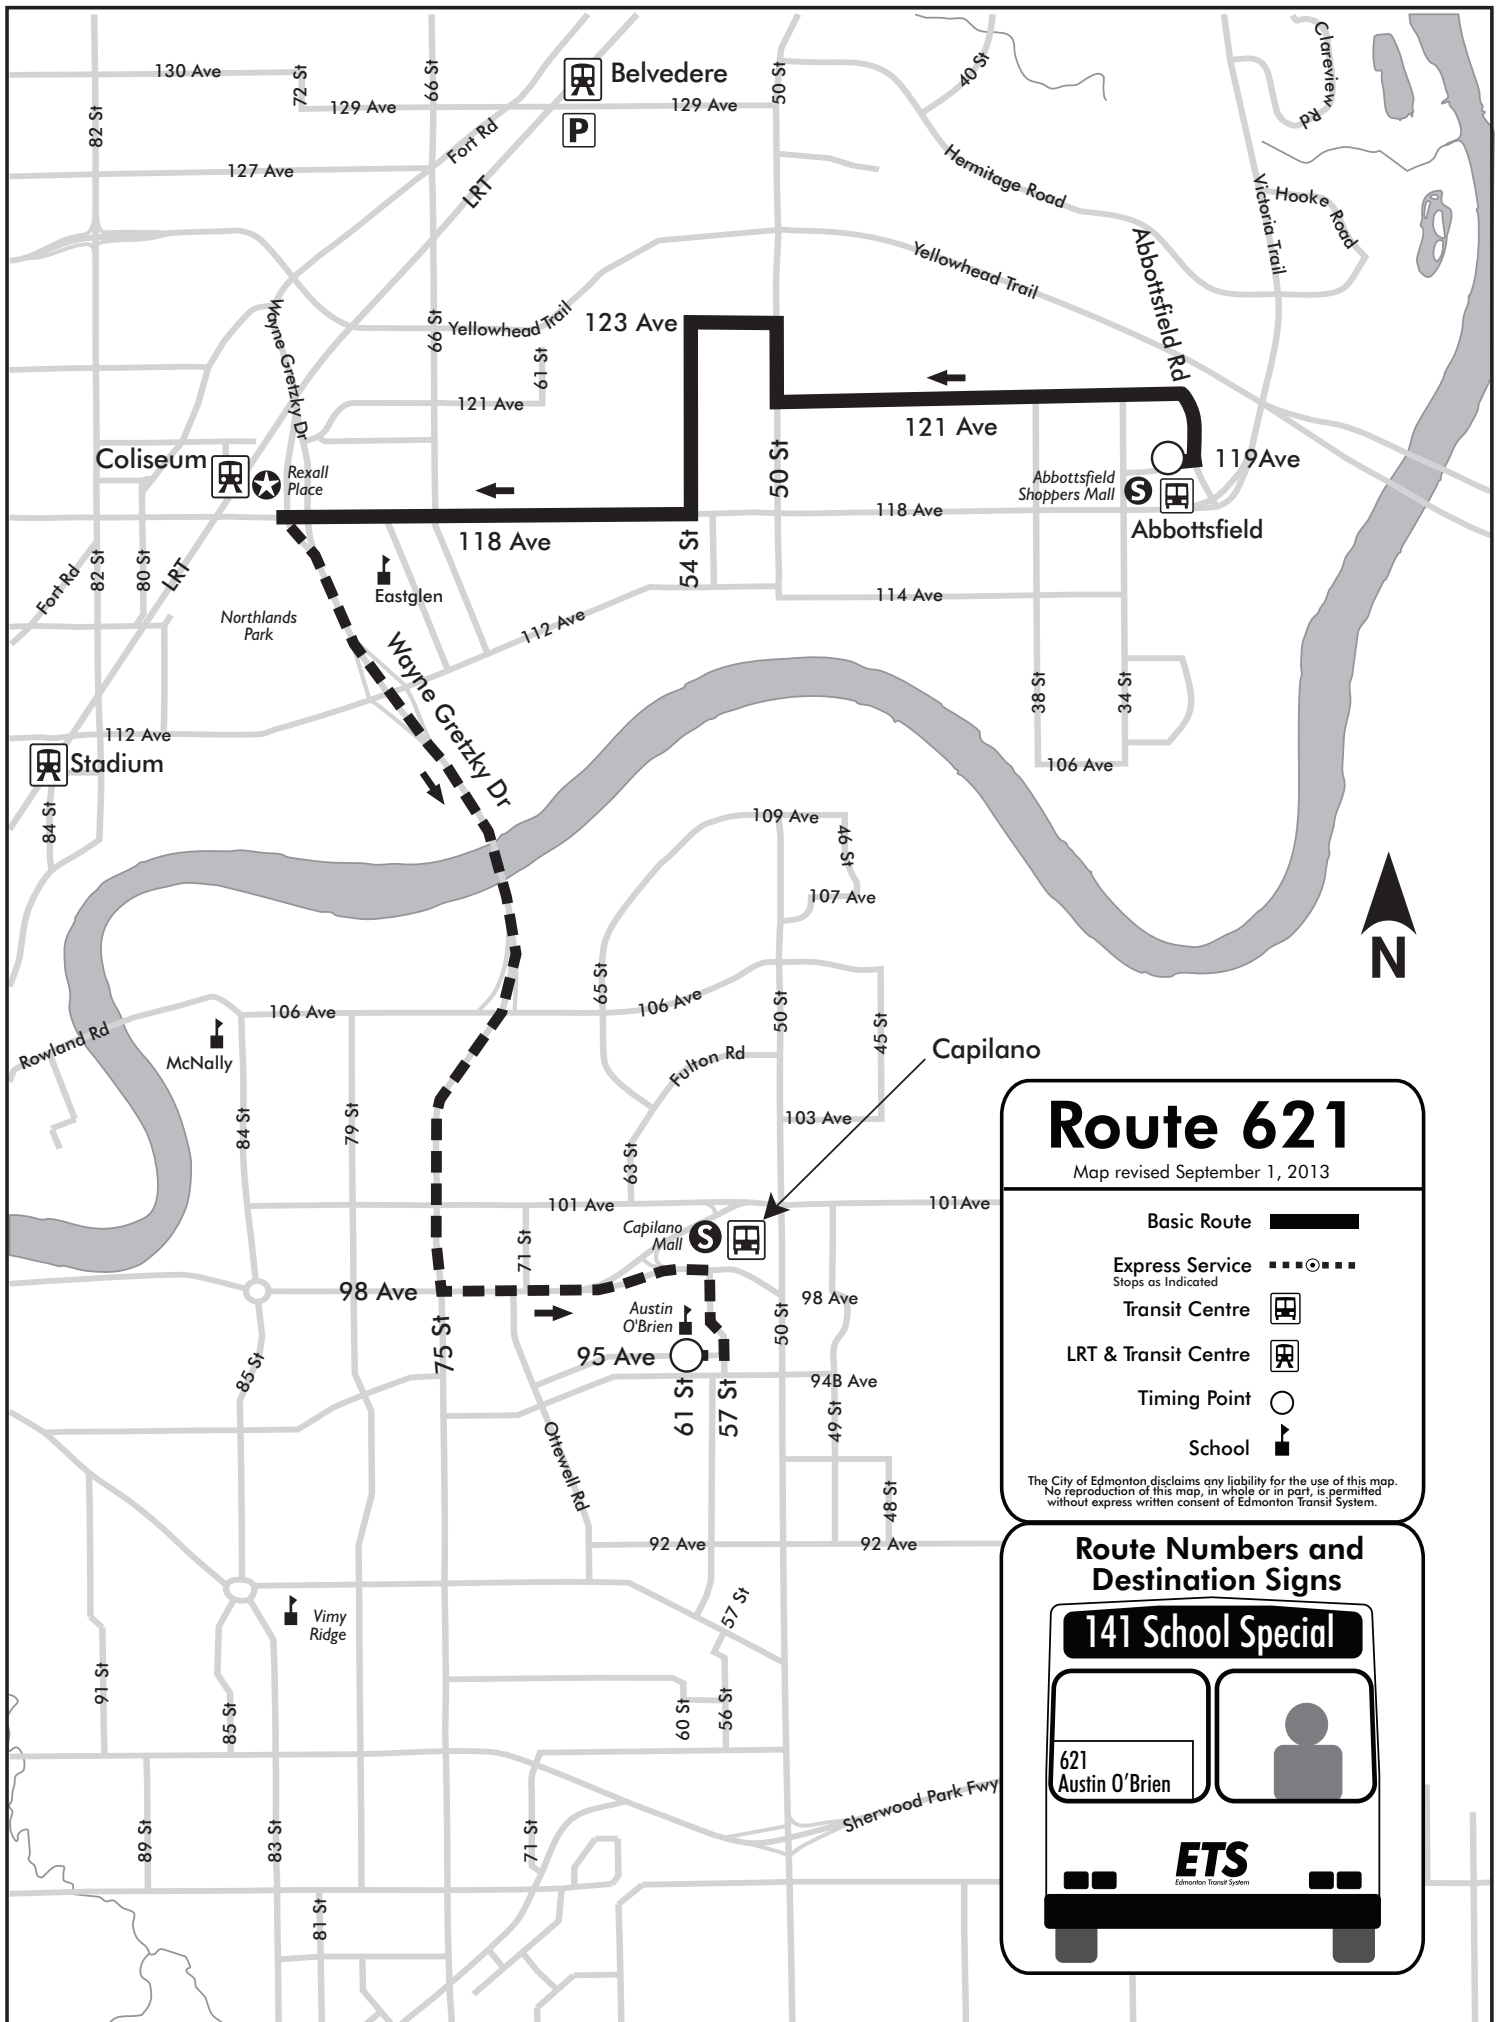 130 Ave
72 St
66 St
Belvedere
P
129 Ave
129 Ave
50 St
40 St
Clareview
Rd
82 St
Fort Rd
127 Ave
LRT
Hermitage Road
Victoria Trail
Hooke Road
Abbottsfield Rd
Yellowhead Trail
Wayne Gretzky Dr
66 St
Yellowhead Trail
123 Ave
61 St
121 Ave
121 Ave
50 St
Coliseum
Rexall
Place
119Ave
Abbottsfield
Shoppers Mall
S
Abbottsfield
118 Ave
118 Ave
54 St
Fort Rd
82 St
80 St
LRT
Eastglen
Northlands
Park
112 Ave
114 Ave
Wayne Gretzky Dr
38 St
34 St
112 Ave
Stadium
106 Ave
84 St
109 Ave
46 St
107 Ave
N
65 St
106 Ave
106 Ave
50 St
45 St
Rowland Rd
McNally
Fulton Rd
Capilano
84 St
79 St
103 Ave
63 St
101 Ave
101Ave
Capilano
Mall
S
71 St
98 Ave
98 Ave
Austin
O'Brien
50 St
75 St
95 Ave
85 St
94B Ave
61 St
57 St
49 St
Ottewell Rd
48 St
92 Ave
92 Ave
57 St
Vimy
Ridge
91 St
85 St
60 St
56 St
Sherwood Park Fwy
89 St
83 St
71 St
81 St
Route 621
Map revised September 1, 2013
Basic Route
Express Service
Stops as Indicated
Transit Centre
LRT & Transit Centre
Timing Point
School
The City of Edmonton disclaims any liability for the use of this map.
No reproduction of this map, in whole or in part, is permitted
without express written consent of Edmonton Transit System.
Route Numbers and
Destination Signs
141 School Special
621
Austin O’Brien
ETS
Edmonton Transit System